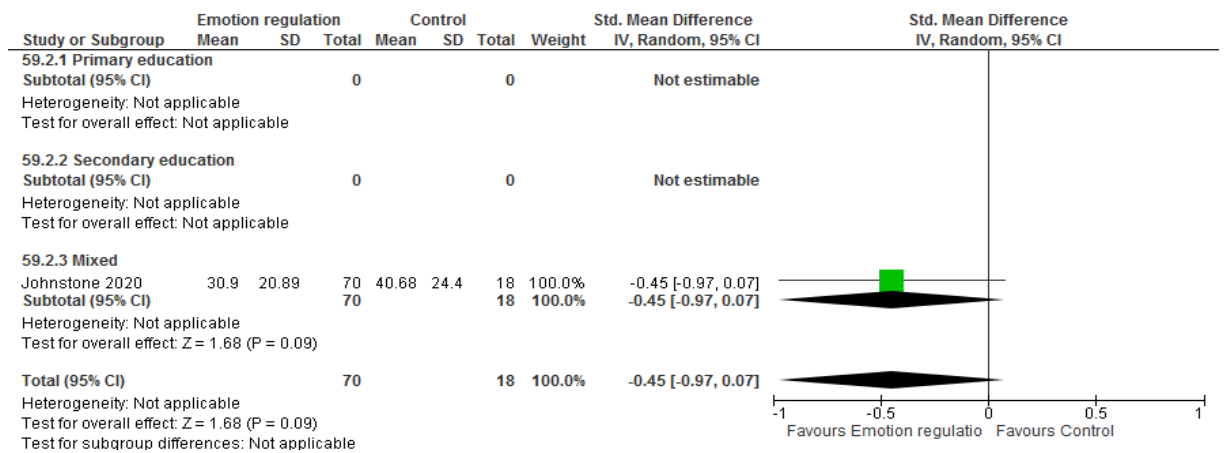 Emotion regulation Control Std. Mean Difference Std. Mean Difference
Study or Subgroup Mean SD Total Mean SD Total Weight IV, Random, 95% CI IV, Random, 95% CI
59.2.1 Primary education
Subtotal (95% CI) 0 0 Not estimable
Heterogeneity: Not applicable
Test for overall effect: Not applicable
59.2.2 Secondary education
Subtotal (95% CI) 0 0 Not estimable
Heterogeneity: Not applicable
Test for overall effect: Not applicable
59.2.3 Mixed
Johnstone 2020 30.9 20.89 70 40.68 24.4 18 100.0% -0.45 [-0.97, 0.07]
Subtotal (95% CI) 70 18 100.0% -0.45 [-0.97, 0.07]
Heterogeneity: Not applicable
Test for overall effect: Z = 1.68 (P = 0.09)
Total (95% CI) 70 18 100.0% -0.45 [-0.97, 0.07]
Heterogeneity: Not applicable
Test for overall effect: Z = 1.68 (P = 0.09)
Test for subgroup differences: Not applicable
-1 -0.5 0 0.5 1
Favours Emotion regulatio Favours Control